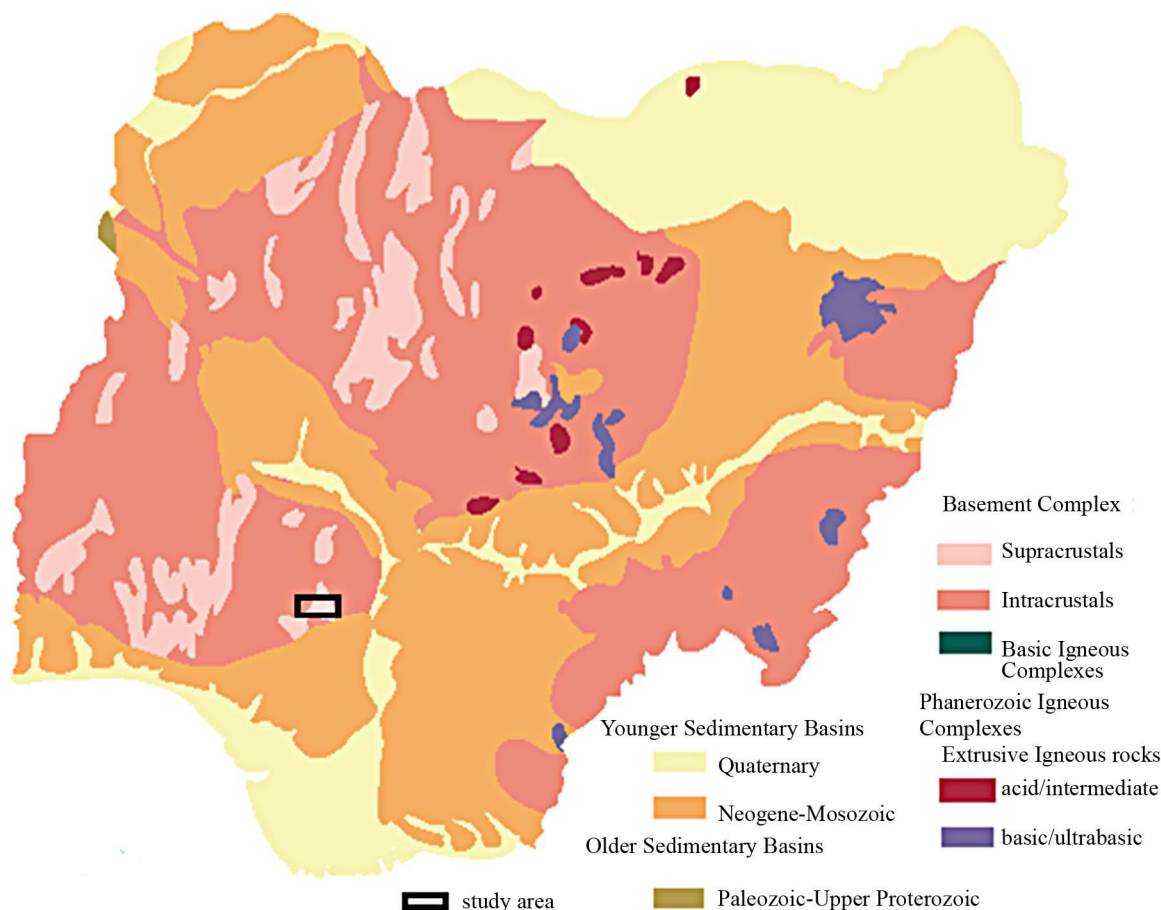 Basement Complex
Supracrustals
Intracrustals
Basic Igneous
Complexes
Phanerozoic Igneous
Complexes
Extrusive Igneous rocks
acid/intermediate
basic/ultrabasic
Younger Sedimentary Basins
Quaternary
Neogene-Mosozoic
Older Sedimentary Basins
Paleozoic-Upper Proterozoic
study area